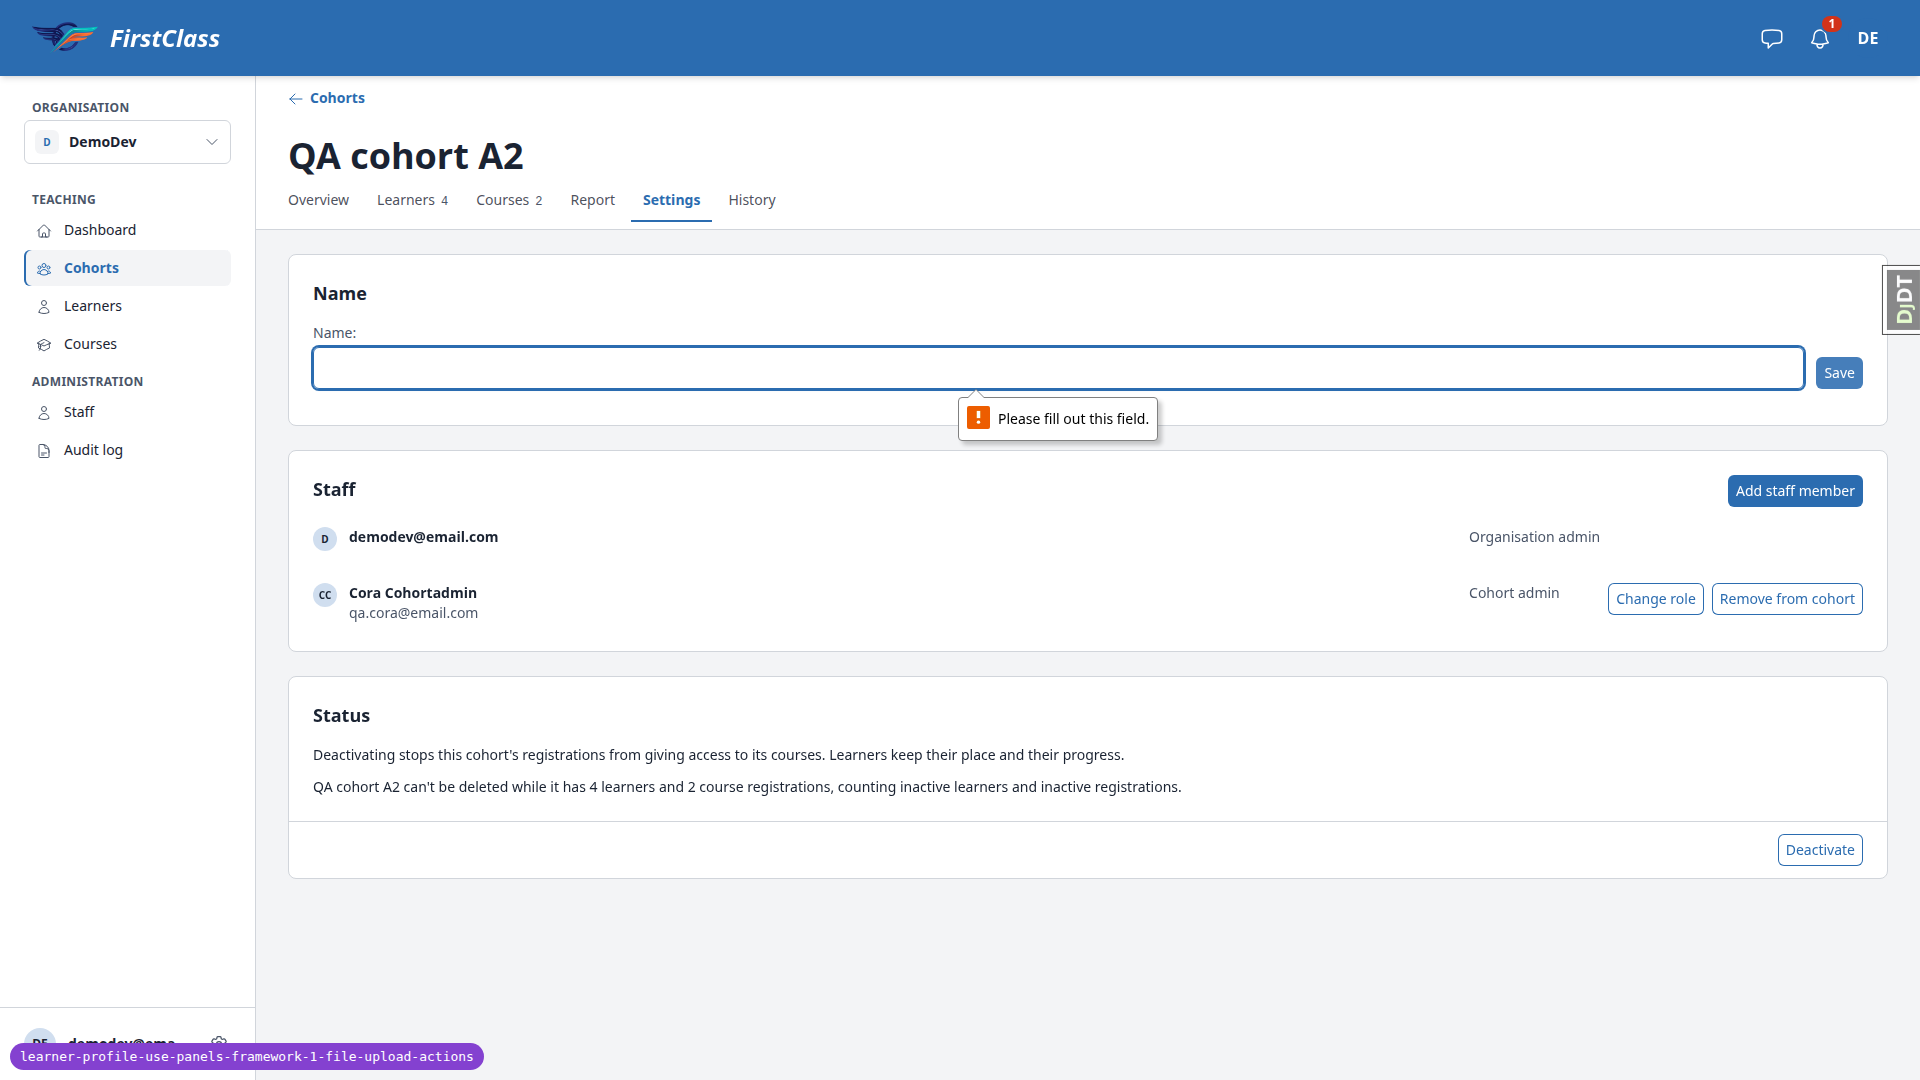 FirstClass
1
DE
ORGANISATION
D DemoDev
TEACHING
Dashboard
Cohorts
Learners
Courses
ADMINISTRATION
Staff
Audit log
Cohorts
QA cohort A2
Overview Learners 4 Courses 2 Report Settings History
Name
Name:
Save
Please fill out this field.
Staff
Add staff member
D demodev@email.com Organisation admin
CC Cora Cohortadmin Cohort admin Change role Remove from cohort
qa.cora@email.com
Status
Deactivating stops this cohort's registrations from giving access to its courses. Learners keep their place and their progress.
QA cohort A2 can't be deleted while it has 4 learners and 2 course registrations, counting inactive learners and inactive registrations.
Deactivate
DjDT
DE demodev@ema
learner-profile-use-panels-framework-1-file-upload-actions